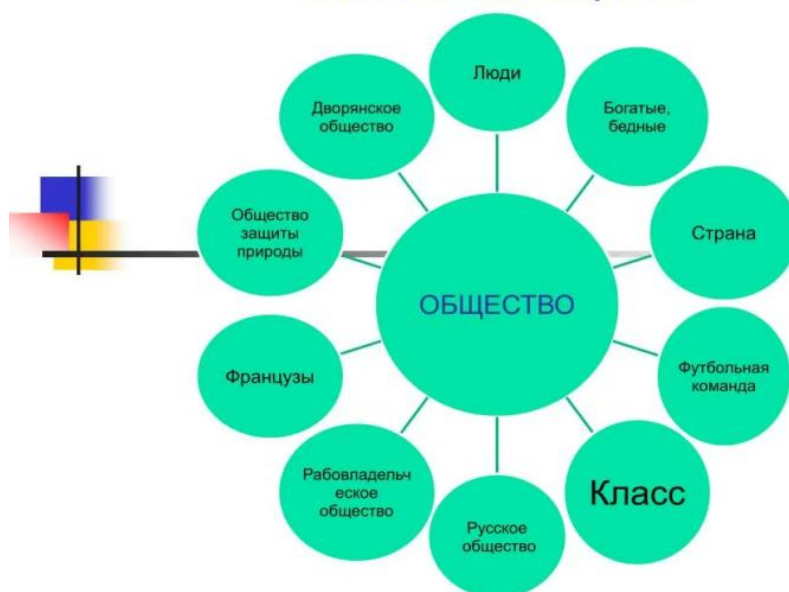 Люди
Богатые,
бедные
Страна
Футбольная
команда
Класс
Русское
общество
Рабовладельч
еское
общество
Французы
Общество
защиты
природы
Дворянское
общество
ОБЩЕСТВО